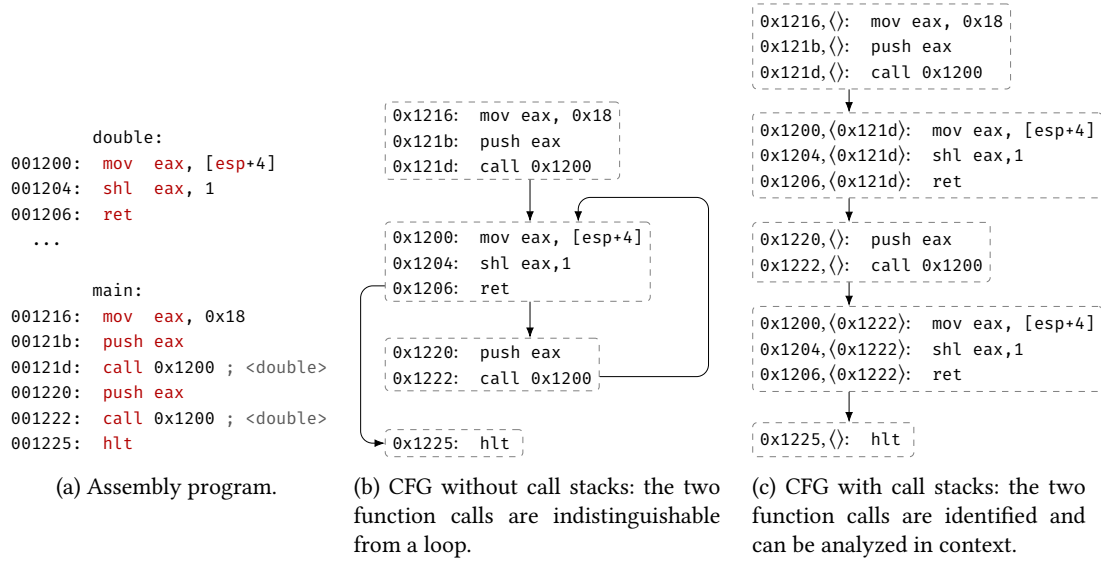 double:
001200: mov eax, [esp+4]
001204: shl eax, 1
001206: ret
...
main:
001216: mov eax, 0x18
00121b: push eax
00121d: call 0x1200 ; <double>
001220: push eax
001222: call 0x1200 ; <double>
001225: hlt
(a) Assembly program.
0x1216: mov eax, 0x18
0x121b: push eax
0x121d: call 0x1200
0x1200: mov eax, [esp+4]
0x1204: shl eax,1
0x1206: ret
0x1220: push eax
0x1222: call 0x1200
0x1225: hlt
(b) CFG without call stacks: the two
function calls are indistinguishable
from a loop.
0x1216,⟨⟩: mov eax, 0x18
0x121b,⟨⟩: push eax
0x121d,⟨⟩: call 0x1200
0x1200,⟨0x121d⟩: mov eax, [esp+4]
0x1204,⟨0x121d⟩: shl eax,1
0x1206,⟨0x121d⟩: ret
0x1220,⟨⟩: push eax
0x1222,⟨⟩: call 0x1200
0x1200,⟨0x1222⟩: mov eax, [esp+4]
0x1204,⟨0x1222⟩: shl eax,1
0x1206,⟨0x1222⟩: ret
0x1225,⟨⟩: hlt
(c) CFG with call stacks: the two
function calls are identified and
can be analyzed in context.